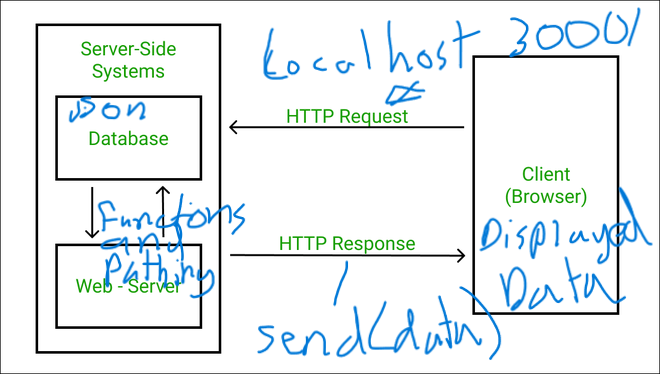 Localhost 3000/
Server-Side
Systems
Json
Database
HTTP Request
Client
(Browser)
Functions
and
Pathing
Web - Server
HTTP Response
Displayed
Data
send(data)